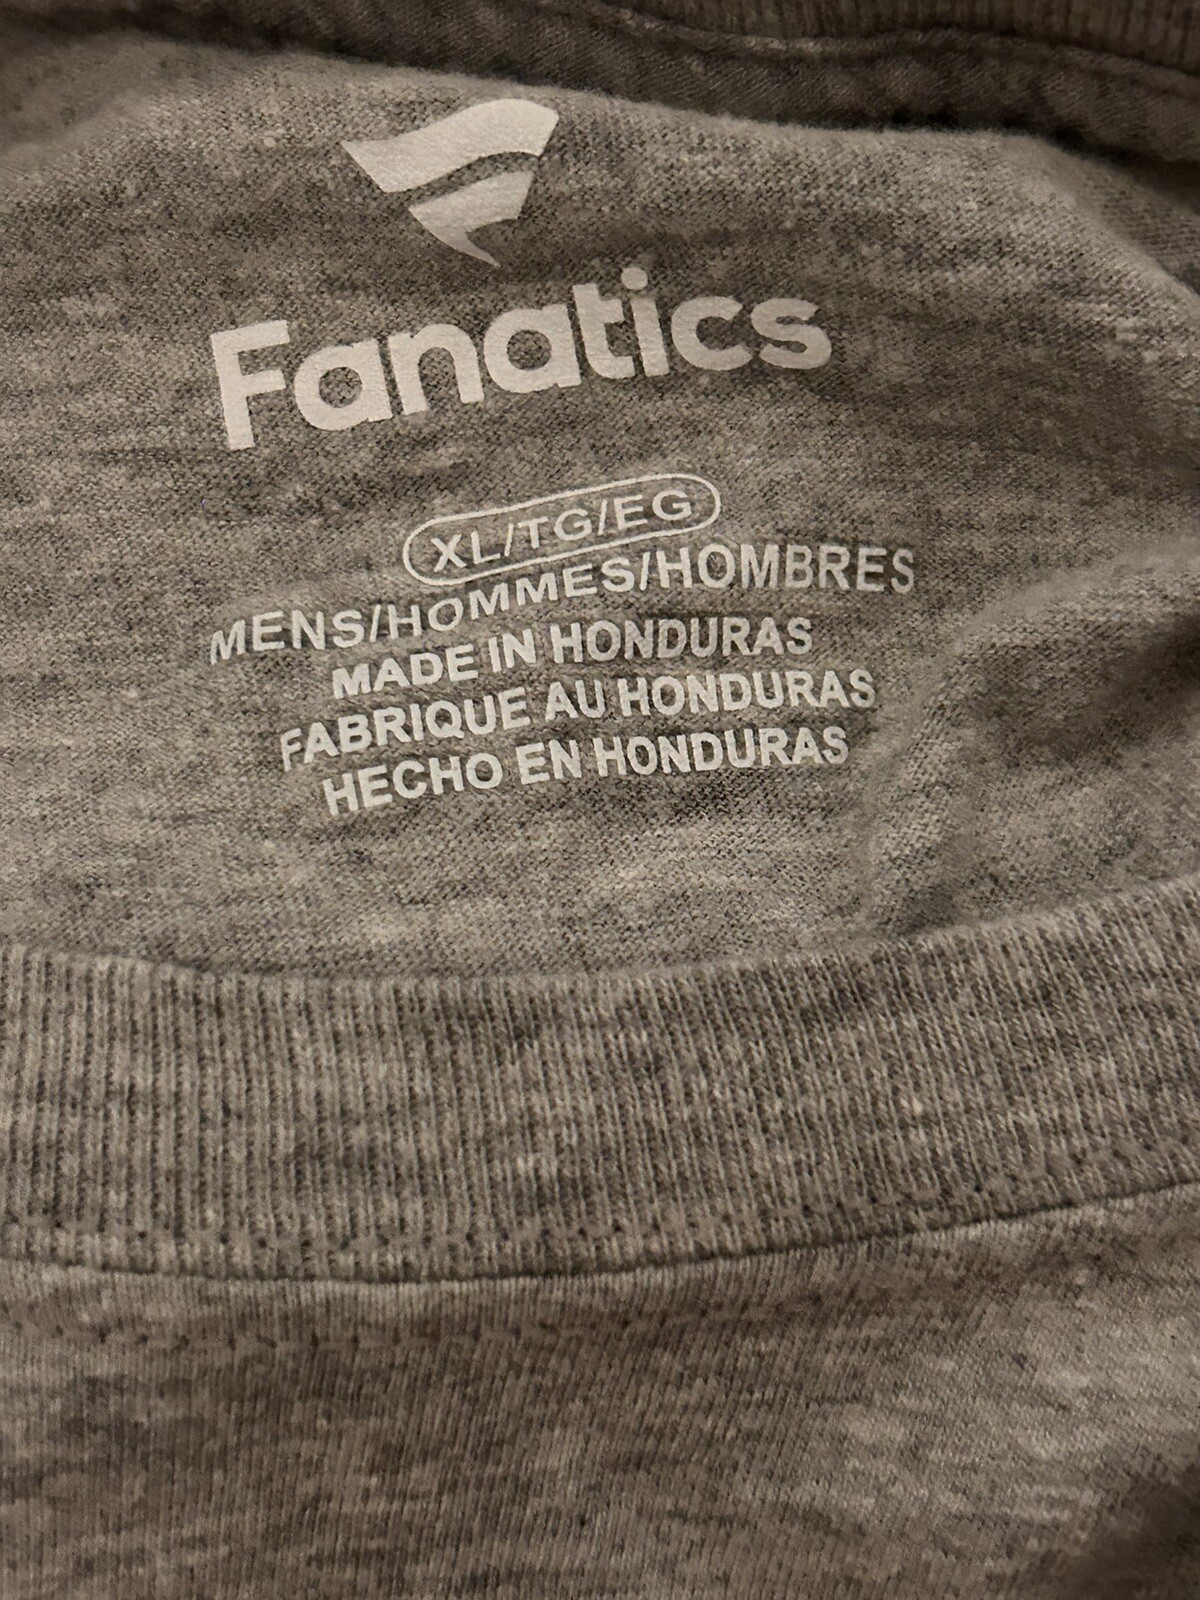 Fanatics
XL/TG/EG
MENS/HOMMES/HOMBRES
MADE IN HONDURAS
FABRIQUE AU HONDURAS
HECHO EN HONDURAS